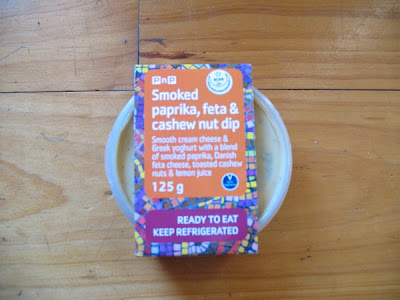 PnP
Smoked
paprika, feta &
cashew nut dip
Smooth cream cheese &
Greek yoghurt with a blend
of smoked paprika, Danish
feta cheese, toasted cashew
nuts & lemon juice
125 g
READY TO EAT
KEEP REFRIGERATED